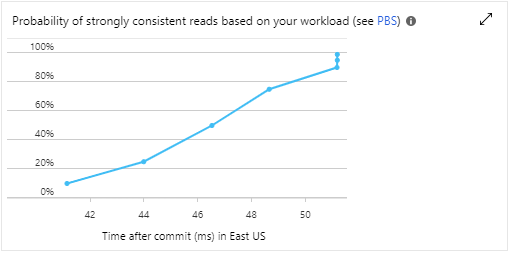 Probability of strongly consistent reads based on your workload (see PBS)
100%
80%
60%
40%
20%
0%
42 44 46 48 50
Time after commit (ms) in East US